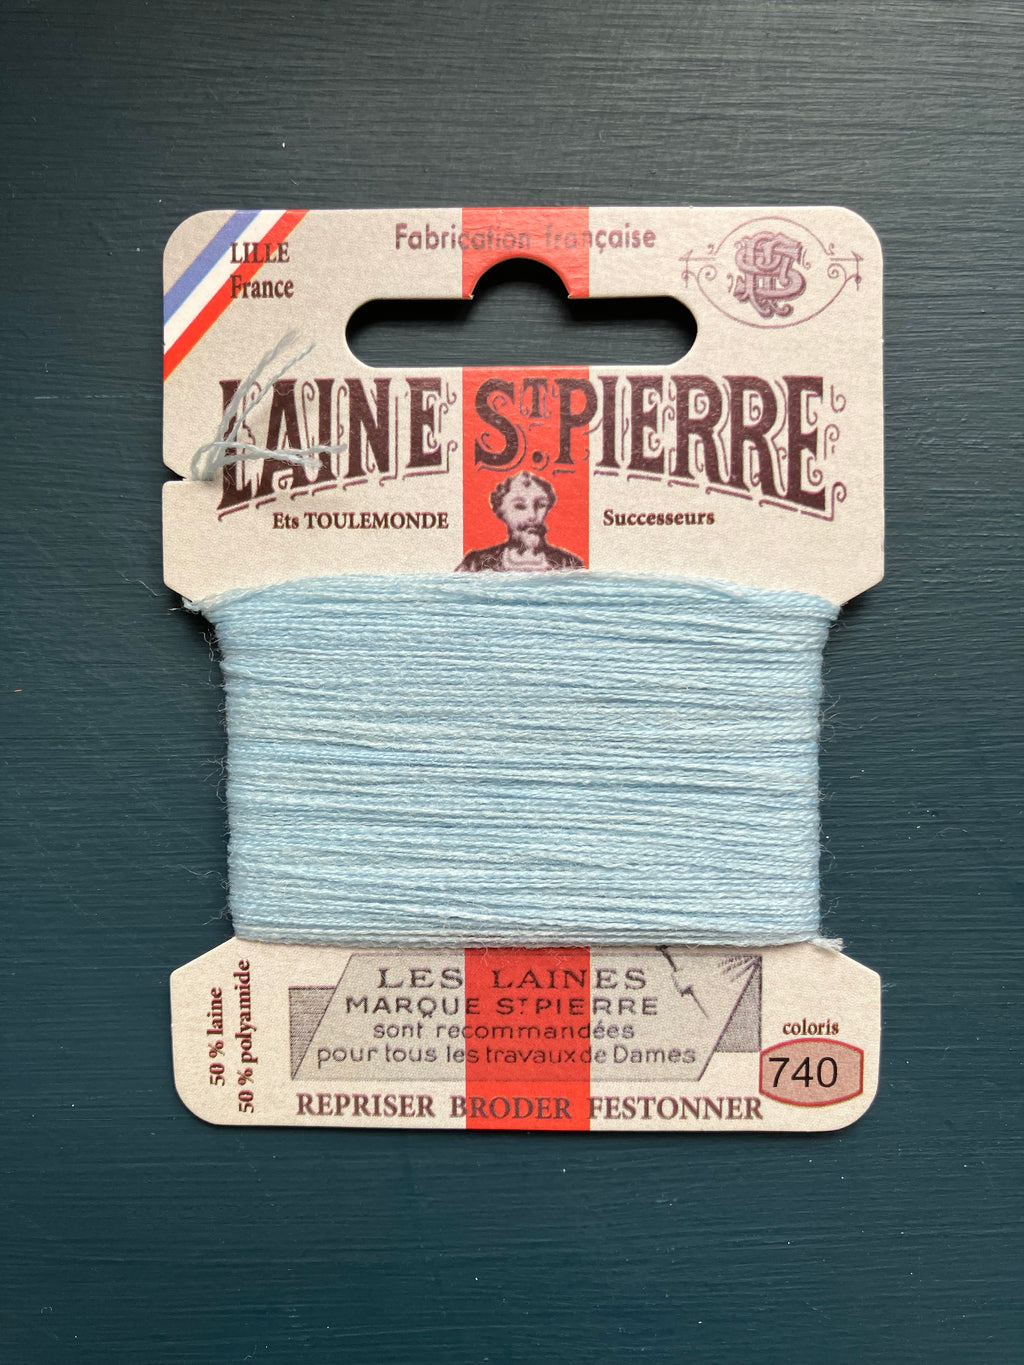 Fabrication française
LILLE
France
LAINE ST. PIERRE
Ets TOULEMONDE Successeurs
LES LAINES
MARQUE ST PIERRE
sont recommandées
pour tous les travaux de Dames
REPRISER BRODER FESTONNER
50 % laine
50 % polyamide
coloris
740